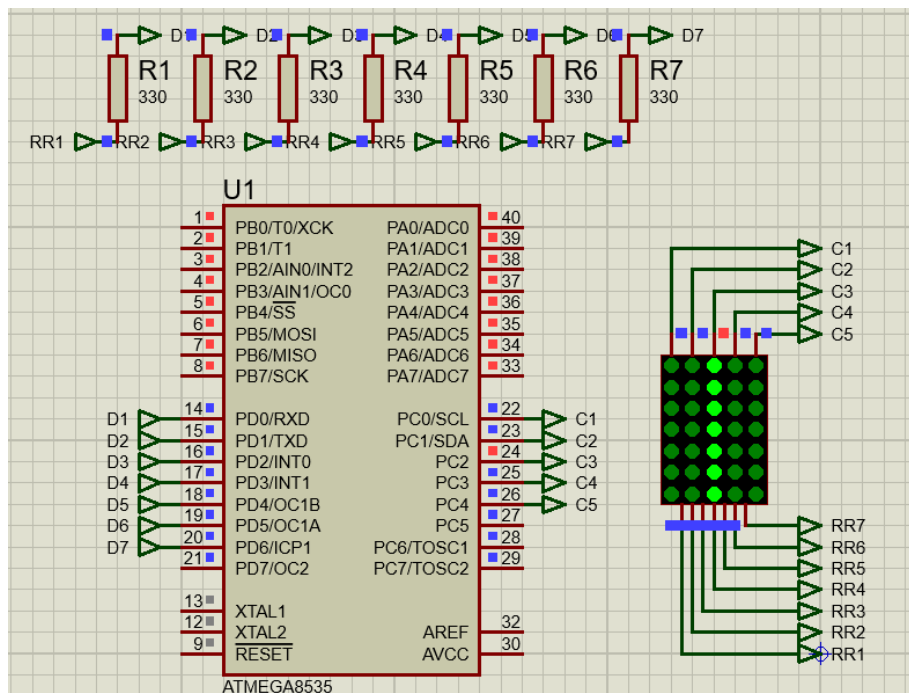 D1 D2 D3 D4 D5 D6 D7
R1 R2 R3 R4 R5 R6 R7
330 330 330 330 330 330 330
RR1 RR2 RR3 RR4 RR5 RR6 RR7
U1
1 PB0/T0/XCK PA0/ADC0 40
2 PB1/T1 PA1/ADC1 39
3 PB2/AIN0/INT2 PA2/ADC2 38
4 PB3/AIN1/OC0 PA3/ADC3 37
5 PB4/SS PA4/ADC4 36
6 PB5/MOSI PA5/ADC5 35
7 PB6/MISO PA6/ADC6 34
8 PB7/SCK PA7/ADC7 33
D1 14 PD0/RXD PC0/SCL 22 C1
D2 15 PD1/TXD PC1/SDA 23 C2
D3 16 PD2/INT0 PC2 24 C3
D4 17 PD3/INT1 PC3 25 C4
D5 18 PD4/OC1B PC4 26 C5
D6 19 PD5/OC1A PC5 27
D7 20 PD6/ICP1 PC6/TOSC1 28
21 PD7/OC2 PC7/TOSC2 29
13 XTAL1
12 XTAL2 AREF 32
9 RESET AVCC 30
ATMEGA8535
C1
C2
C3
C4
C5
RR7
RR6
RR5
RR4
RR3
RR2
RR1